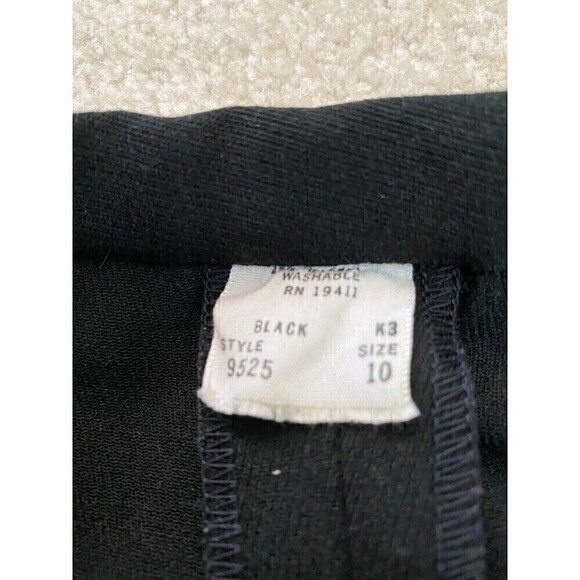 WASHABLE
RN 19411
BLACK K3
STYLE SIZE
9525 10